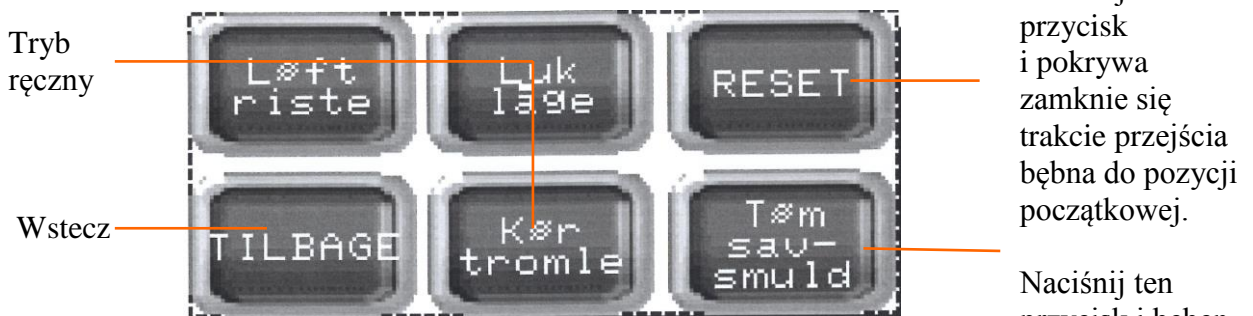 Tryb
ręczny
Wstecz
Løft
riste
Luk
låge
RESET
TILBAGE
Kør
tromle
Tøm
sav-
smuld
przycisk
i pokrywa
zamknie się
trakcie przejścia
bębna do pozycji
początkowej.
Naciśnij ten